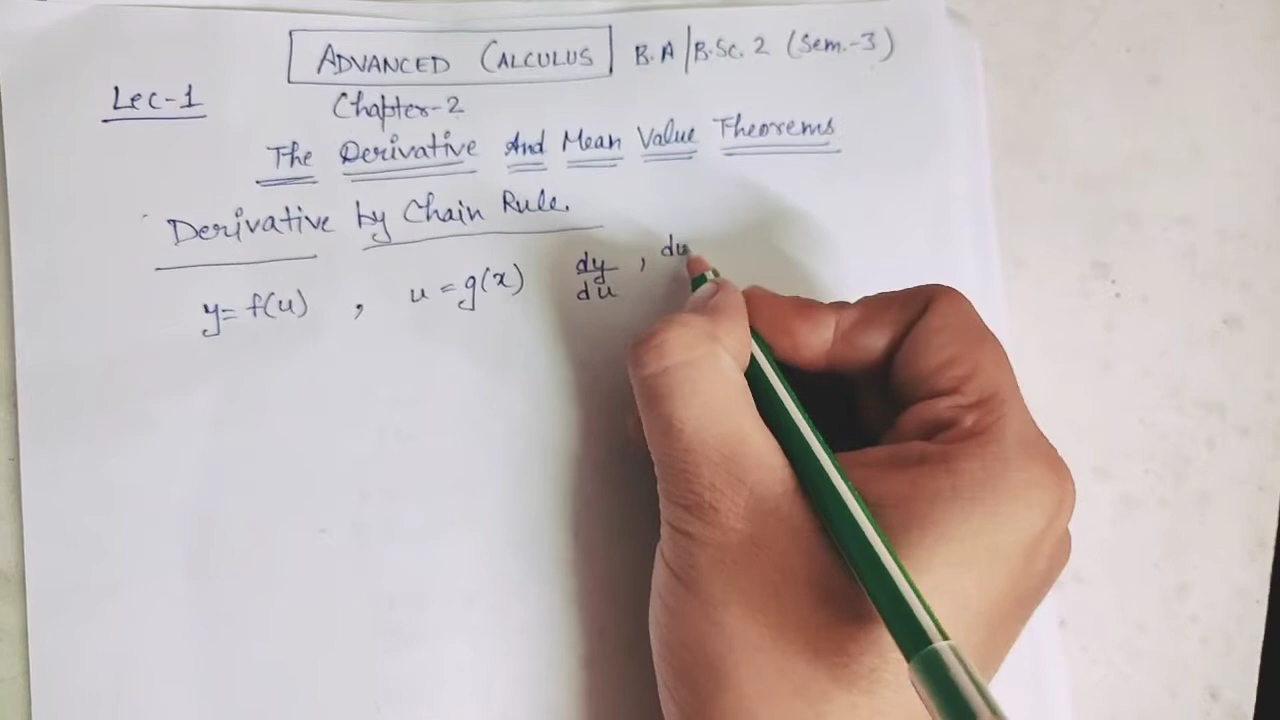 ADVANCED CALCULUS B.A/B.Sc. 2 (Sem.-3)
Lec-1
Chapter-2
The Derivative And Mean Value Theorems
Derivative by Chain Rule.
y=f(u) , u=g(x) dy/du , du